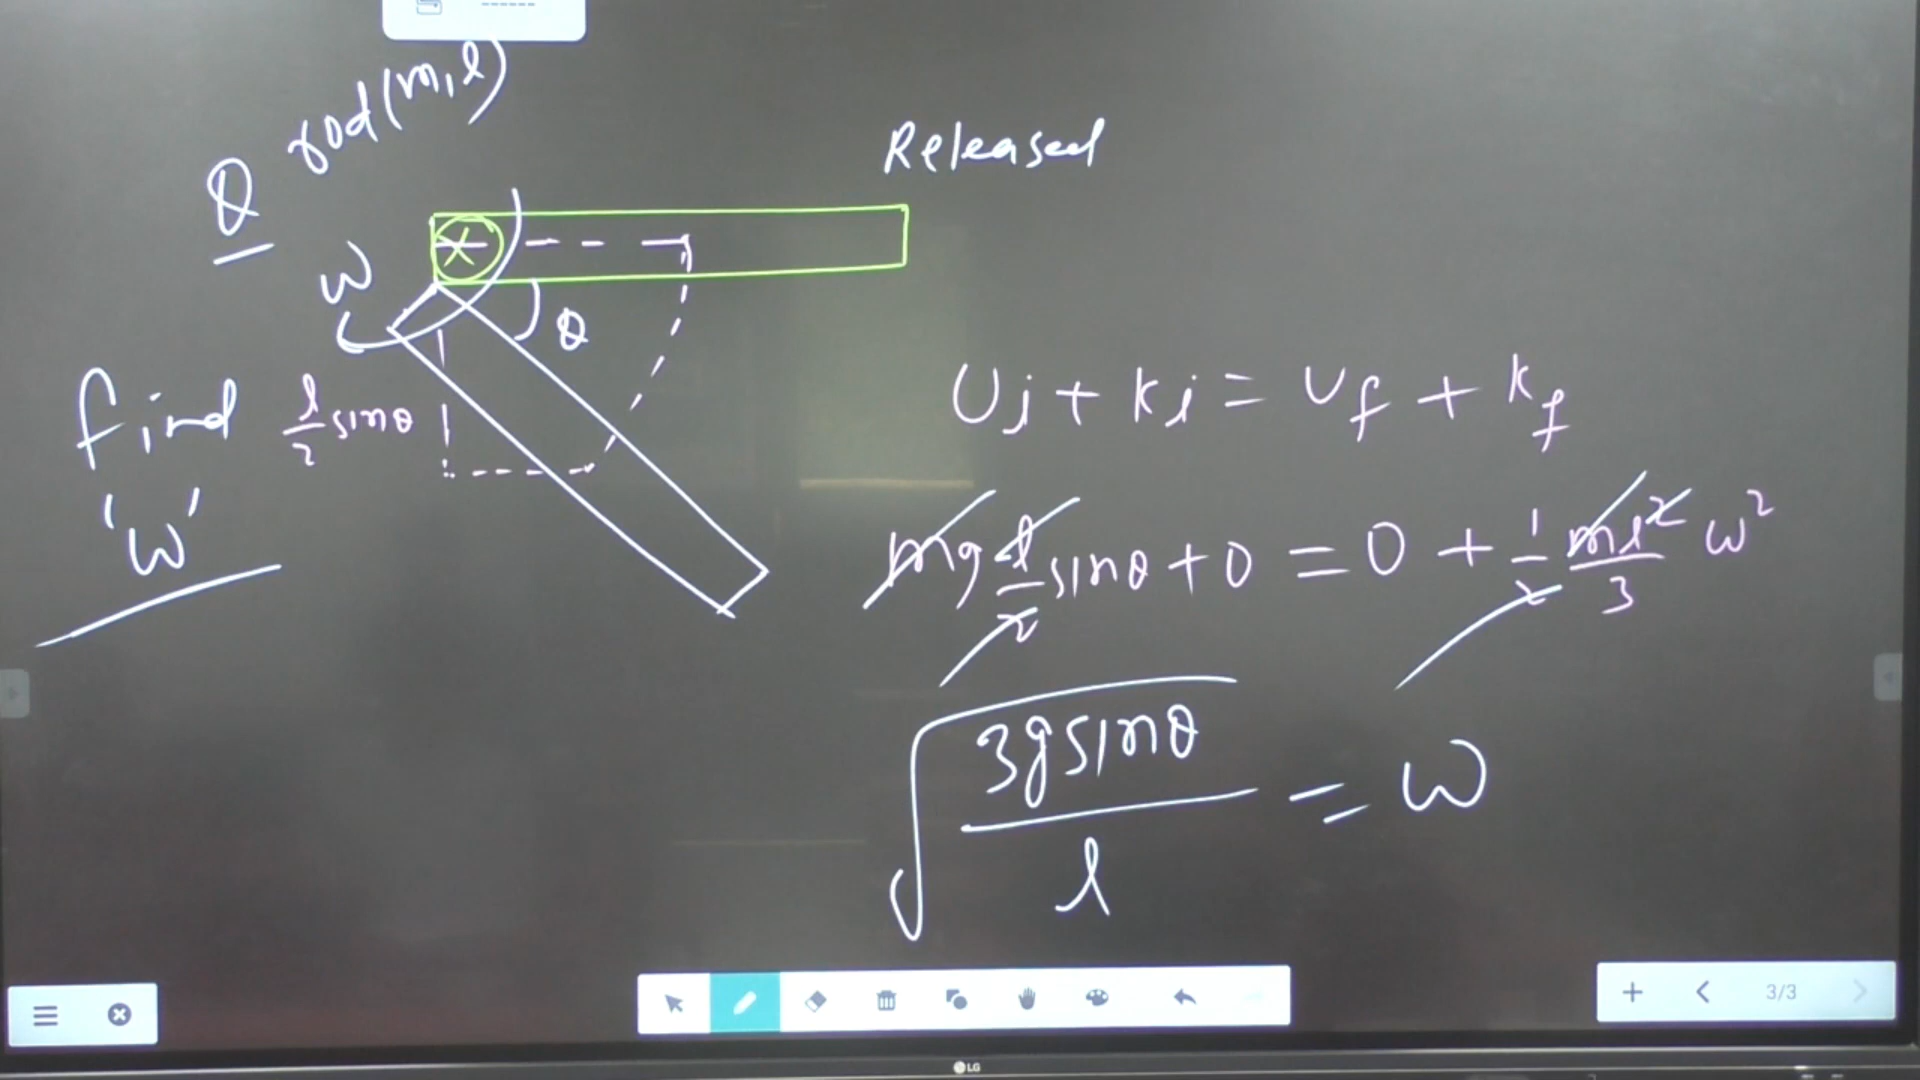 Q rod(m,l)
Released
ω
θ
find
'ω'
l/2 sinθ
Ui + ki = Uf + kf
mg l/2 sinθ + 0 = 0 + 1/2 ml²/3 ω²
√(3g sinθ / l) = ω
3/3
LG